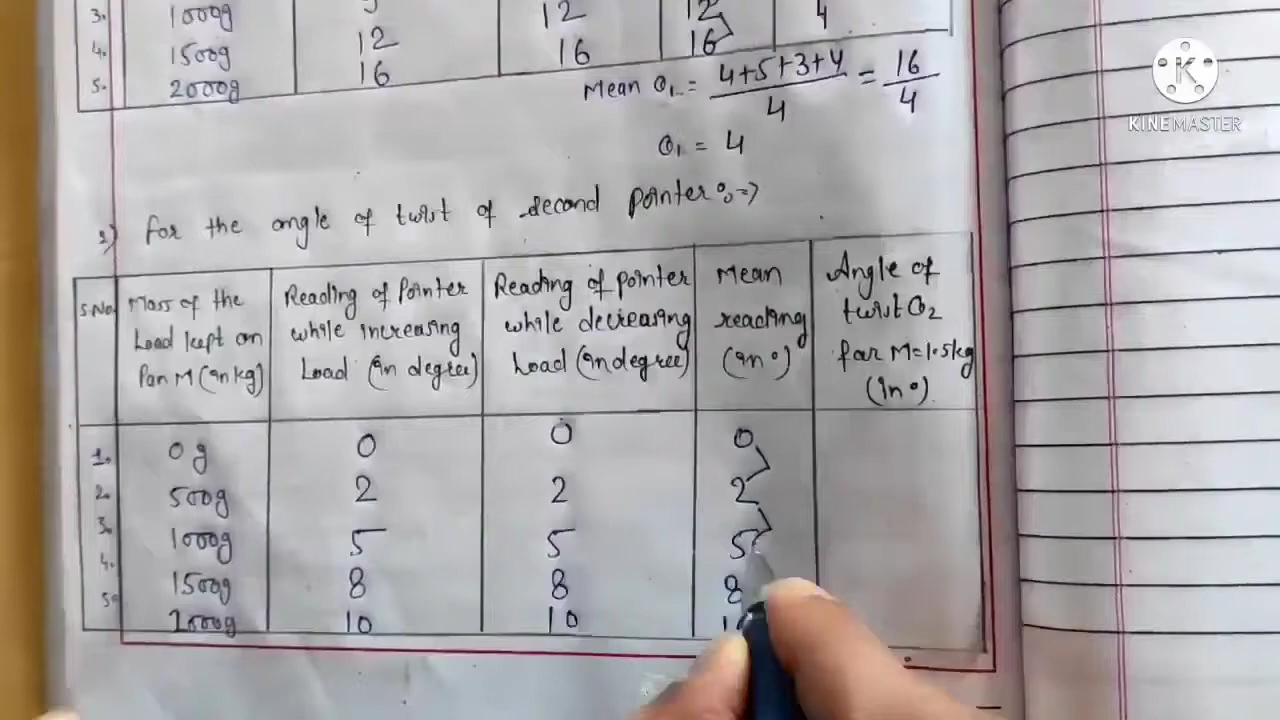 3. 1000g 12 12 4
4. 1500g 12 16 16
5. 2000g 16
Mean θ1 = 4+5+3+4 / 4 = 16 / 4
θ1 = 4
KINEMASTER
2) For the angle of twist of second pointer :->
S.No. Mass of the Load kept on Pan M (In kg) Reading of Pointer while increasing Load (In degree) Reading of pointer while decreasing Load (In degree) Mean reading (In °) Angle of twist θ2 for M=1.5kg (In °)
1. 0g 0 0 0
2. 500g 2 2 2
3. 1000g 5 5 5
4. 1500g 8 8 8
5. 2000g 10 10